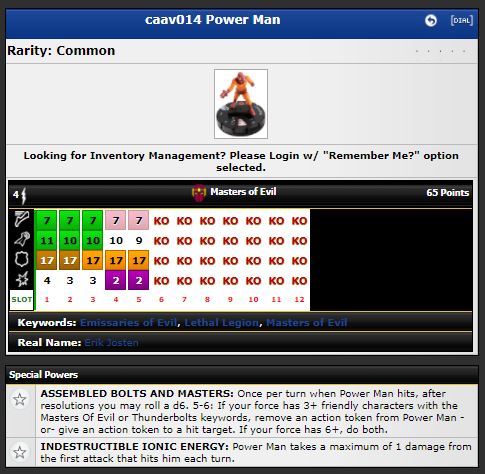 caav014 Power Man
[DIAL]
Rarity: Common
Looking for Inventory Management? Please Login w/ "Remember Me?" option
selected.
4 Masters of Evil 65 Points
7 7 7 7 7 KO KO KO KO KO KO KO
11 10 10 10 9 KO KO KO KO KO KO KO
17 17 17 17 17 KO KO KO KO KO KO KO
4 3 3 2 2 KO KO KO KO KO KO KO
SLOT 1 2 3 4 5 6 7 8 9 10 11 12
Keywords: Emissaries of Evil, Lethal Legion, Masters of Evil
Real Name: Erik Josten
Special Powers
ASSEMBLED BOLTS AND MASTERS: Once per turn when Power Man hits, after
resolutions you may roll a d6. 5-6: If your force has 3+ friendly characters with the
Masters Of Evil or Thunderbolts keywords, remove an action token from Power Man -
or- give an action token to a hit target. If your force has 6+, do both.
INDESTRUCTIBLE IONIC ENERGY: Power Man takes a maximum of 1 damage from
the first attack that hits him each turn.